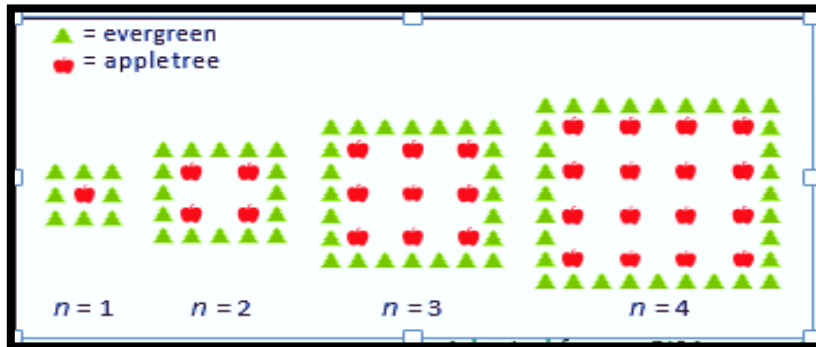 = evergreen
= appletree
n = 1 n = 2 n = 3 n = 4